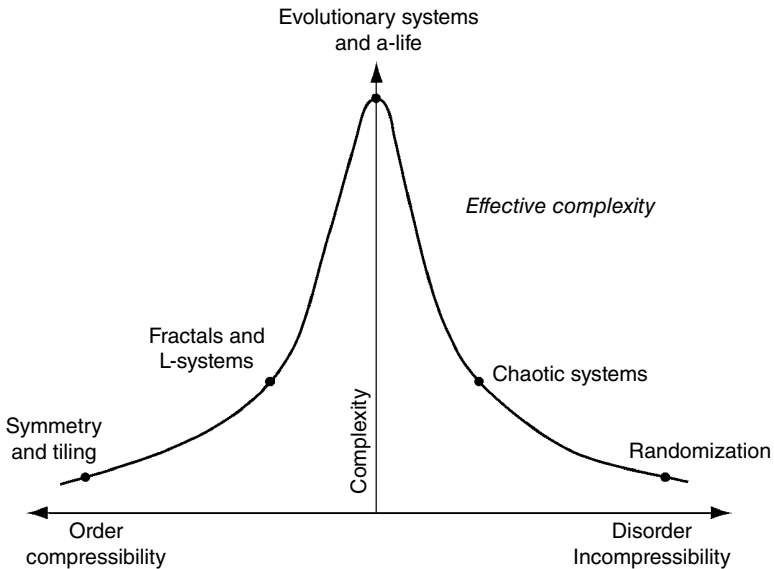 Evolutionary systems
and a-life
Effective complexity
Fractals and
L-systems
Chaotic systems
Symmetry
and tiling
Complexity
Randomization
Order
compressibility
Disorder
Incompressibility